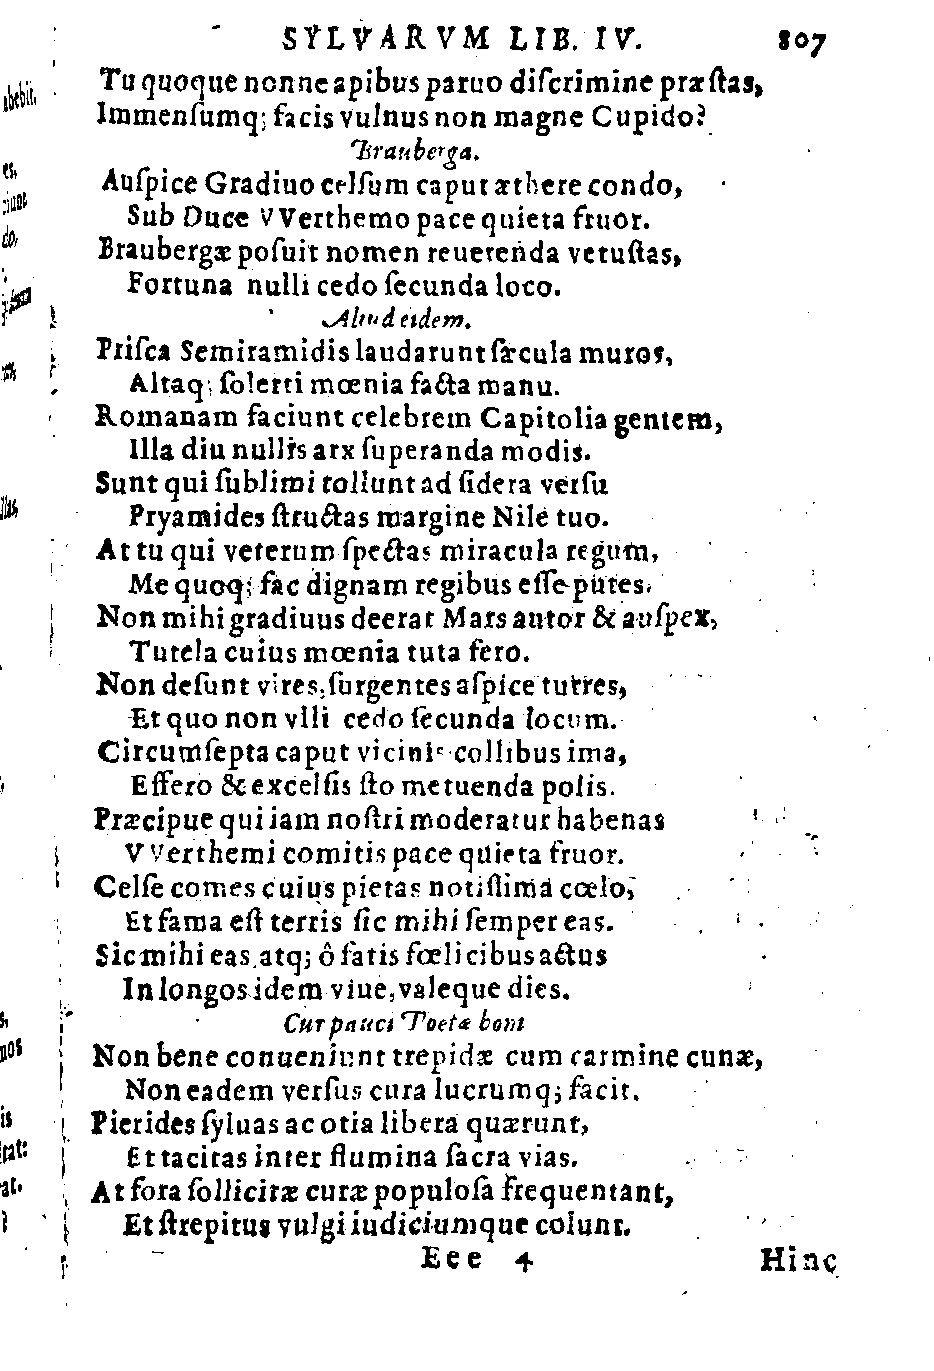 SYLVARVM LIB. IV. 807
Tu quoque nonne apibus paruo diſcrimine præſtas,
Immenſumq; facis vulnus non magne Cupido?
Brauberga.
Auſpice Gradiuo celſum caput æthere condo,
Sub Duce VVerthemo pace quieta fruor.
Braubergæ poſuit nomen reuerenda vetuſtas,
Fortuna nulli cedo ſecunda loco.
Aliud eidem.
Priſca Semiramidis laudarunt ſæcula muros,
Altaq; ſolerti mœnia facta manu.
Romanam faciunt celebrem Capitolia gentem,
Illa diu nullis arx ſuperanda modis.
Sunt qui ſublimi tollunt ad ſidera verſu
Pryamides ſtructas margine Nile tuo.
At tu qui veterum ſpectas miracula regum,
Me quoq; fac dignam regibus eſſe putes.
Non mihi gradiuus deerat Mars autor & auſpex,
Tutela cuius mœnia tuta fero.
Non deſunt vires, ſurgentes aſpice turres,
Et quo non vlli cedo ſecunda locum.
Circumſepta caput vicinis collibus ima,
Effero & excelſis ſto metuenda polis.
Præcipue qui iam noſtri moderatur habenas
VVerthemi comitis pace quieta fruor.
Celſe comes cuius pietas notiſſima cœlo,
Et fama eſt terris ſic mihi ſemper eas.
Sic mihi eas, atq; ô fatis fœlicibus actus
In longos idem viue, valeque dies.
Cur pauci Poetæ boni
Non bene conueniunt trepidæ cum carmine cunæ,
Non eadem verſus cura lucrumq; facit.
Pierides ſyluas ac otia libera quærunt,
Et tacitas inter flumina ſacra vias.
At fora ſollicitæ curæ populoſa frequentant,
Et ſtrepitus vulgi iudiciumque colunt.
Eee 4 Hinc